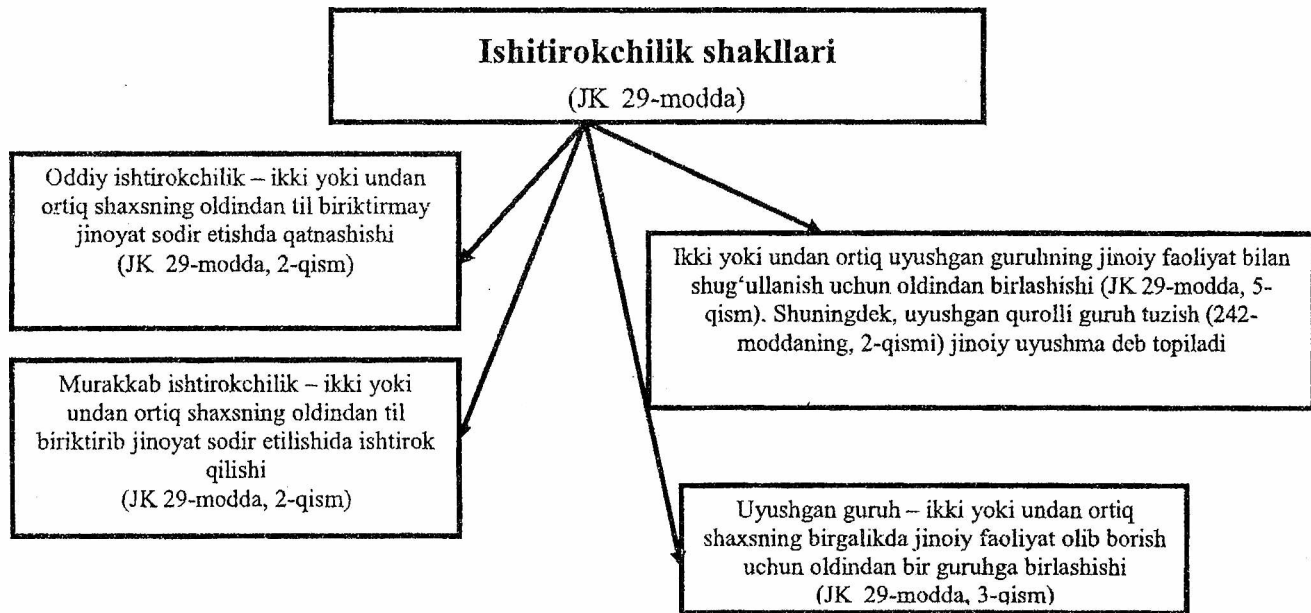 Ishitirokchilik shakllari
(JK 29-modda)
Oddiy ishtirokchilik – ikki yoki undan
ortiq shaxsning oldindan til biriktirmay
jinoyat sodir etishda qatnashishi
(JK 29-modda, 2-qism)
Murakkab ishtirokchilik – ikki yoki
undan ortiq shaxsning oldindan til
biriktirib jinoyat sodir etilishida ishtirok
qilishi
(JK 29-modda, 2-qism)
Ikki yoki undan ortiq uyushgan guruhning jinoiy faoliyat bilan
shug‘ullanish uchun oldindan birlashishi (JK 29-modda, 5-
qism). Shuningdek, uyushgan qurolli guruh tuzish (242-
moddaning, 2-qismi) jinoiy uyushma deb topiladi
Uyushgan guruh – ikki yoki undan ortiq
shaxsning birgalikda jinoiy faoliyat olib borish
uchun oldindan bir guruhga birlashishi
(JK 29-modda, 3-qism)